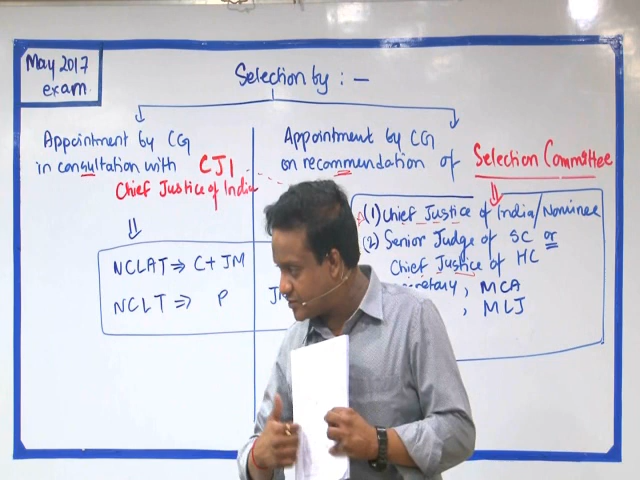 May 2017
exam
Selection by : —
Appointment by CG
in consultation with CJI
Chief Justice of India
⇓
NCLAT ⇒ C + JM
NCLT ⇒ P
Appointment by CG
on recommendation of Selection Committee
⇓
(1) Chief Justice of India/Nominee
(2) Senior Judge of SC or
Chief Justice of HC
, MCA
, MLJ